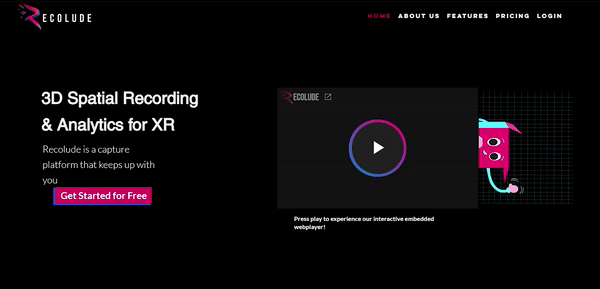 RECOLUDE
HOME ABOUT US FEATURES PRICING LOGIN
3D Spatial Recording
& Analytics for XR
Recolude is a capture
platform that keeps up with
you
Get Started for Free
RECOLUDE
Press play to experience our interactive embedded
webplayer!